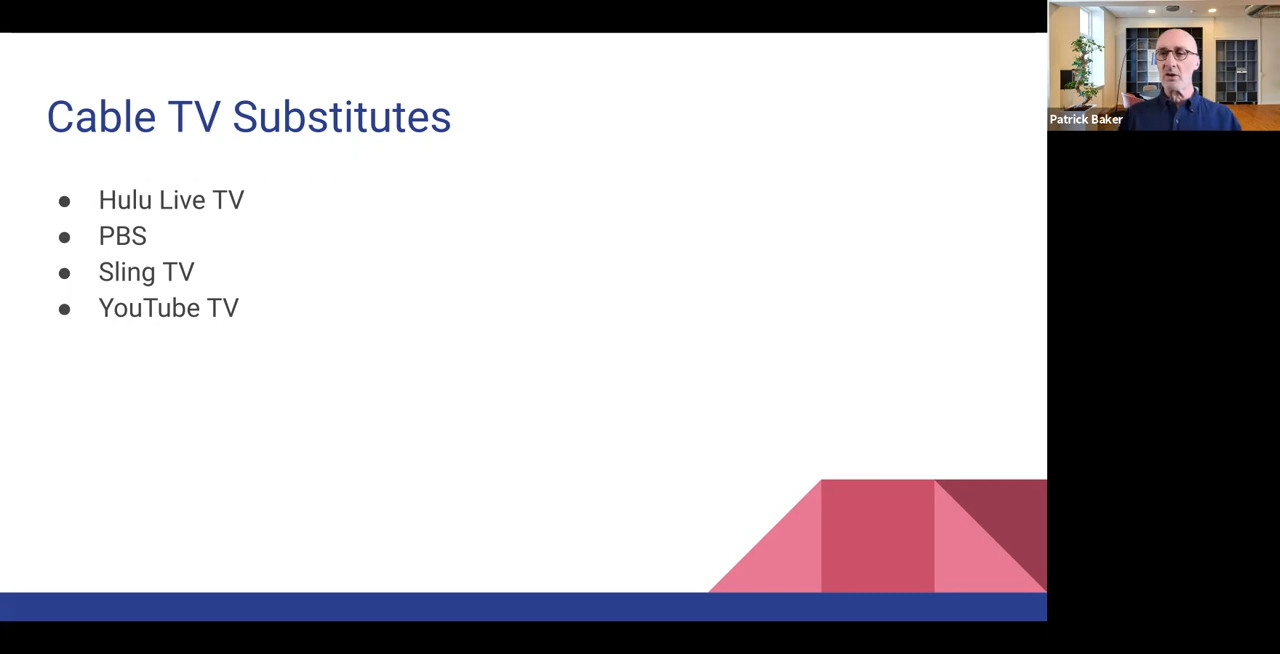 Cable TV Substitutes
● Hulu Live TV
● PBS
● Sling TV
● YouTube TV
Patrick Baker